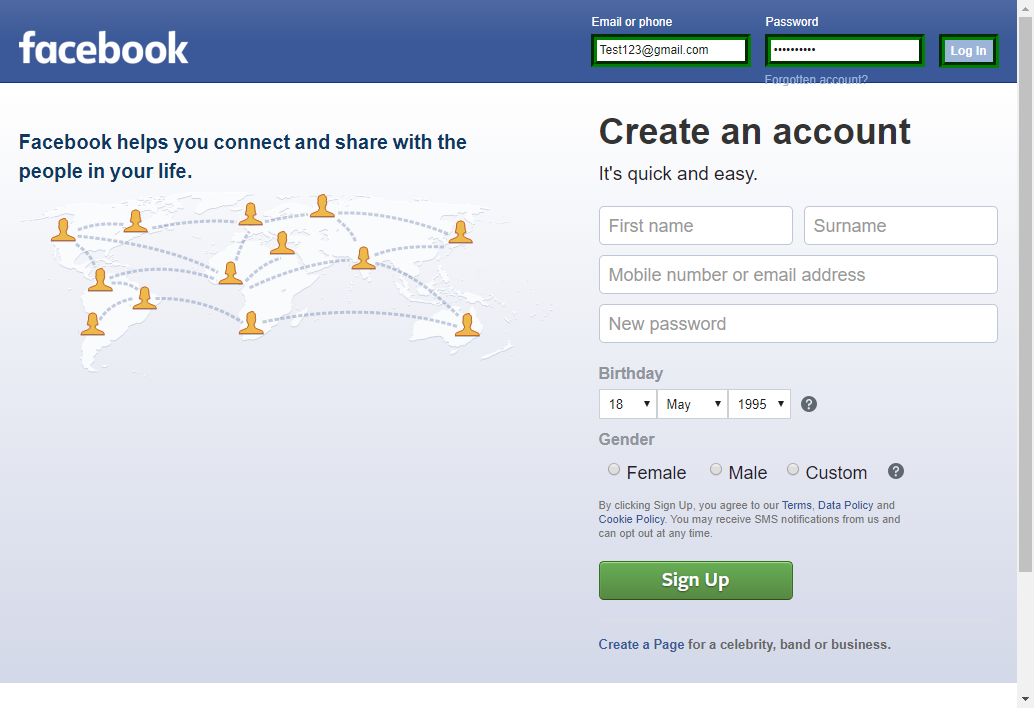 Email or phone
Password
facebook
Test123@gmail.com
••••••••••
Log In
Forgotten account?
Facebook helps you connect and share with the
people in your life.
Create an account
It's quick and easy.
First name
Surname
Mobile number or email address
New password
Birthday
18
May
1995
?
Gender
Female
Male
Custom
?
By clicking Sign Up, you agree to our Terms, Data Policy and
Cookie Policy. You may receive SMS notifications from us and
can opt out at any time.
Sign Up
Create a Page for a celebrity, band or business.